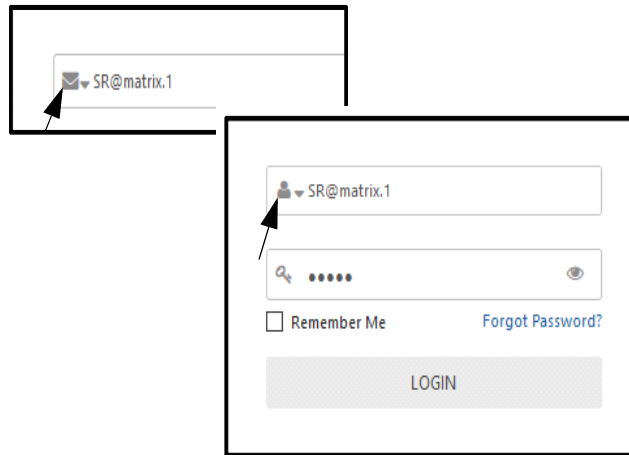 SR@matrix.1
SR@matrix.1
•••••
Remember Me
Forgot Password?
LOGIN